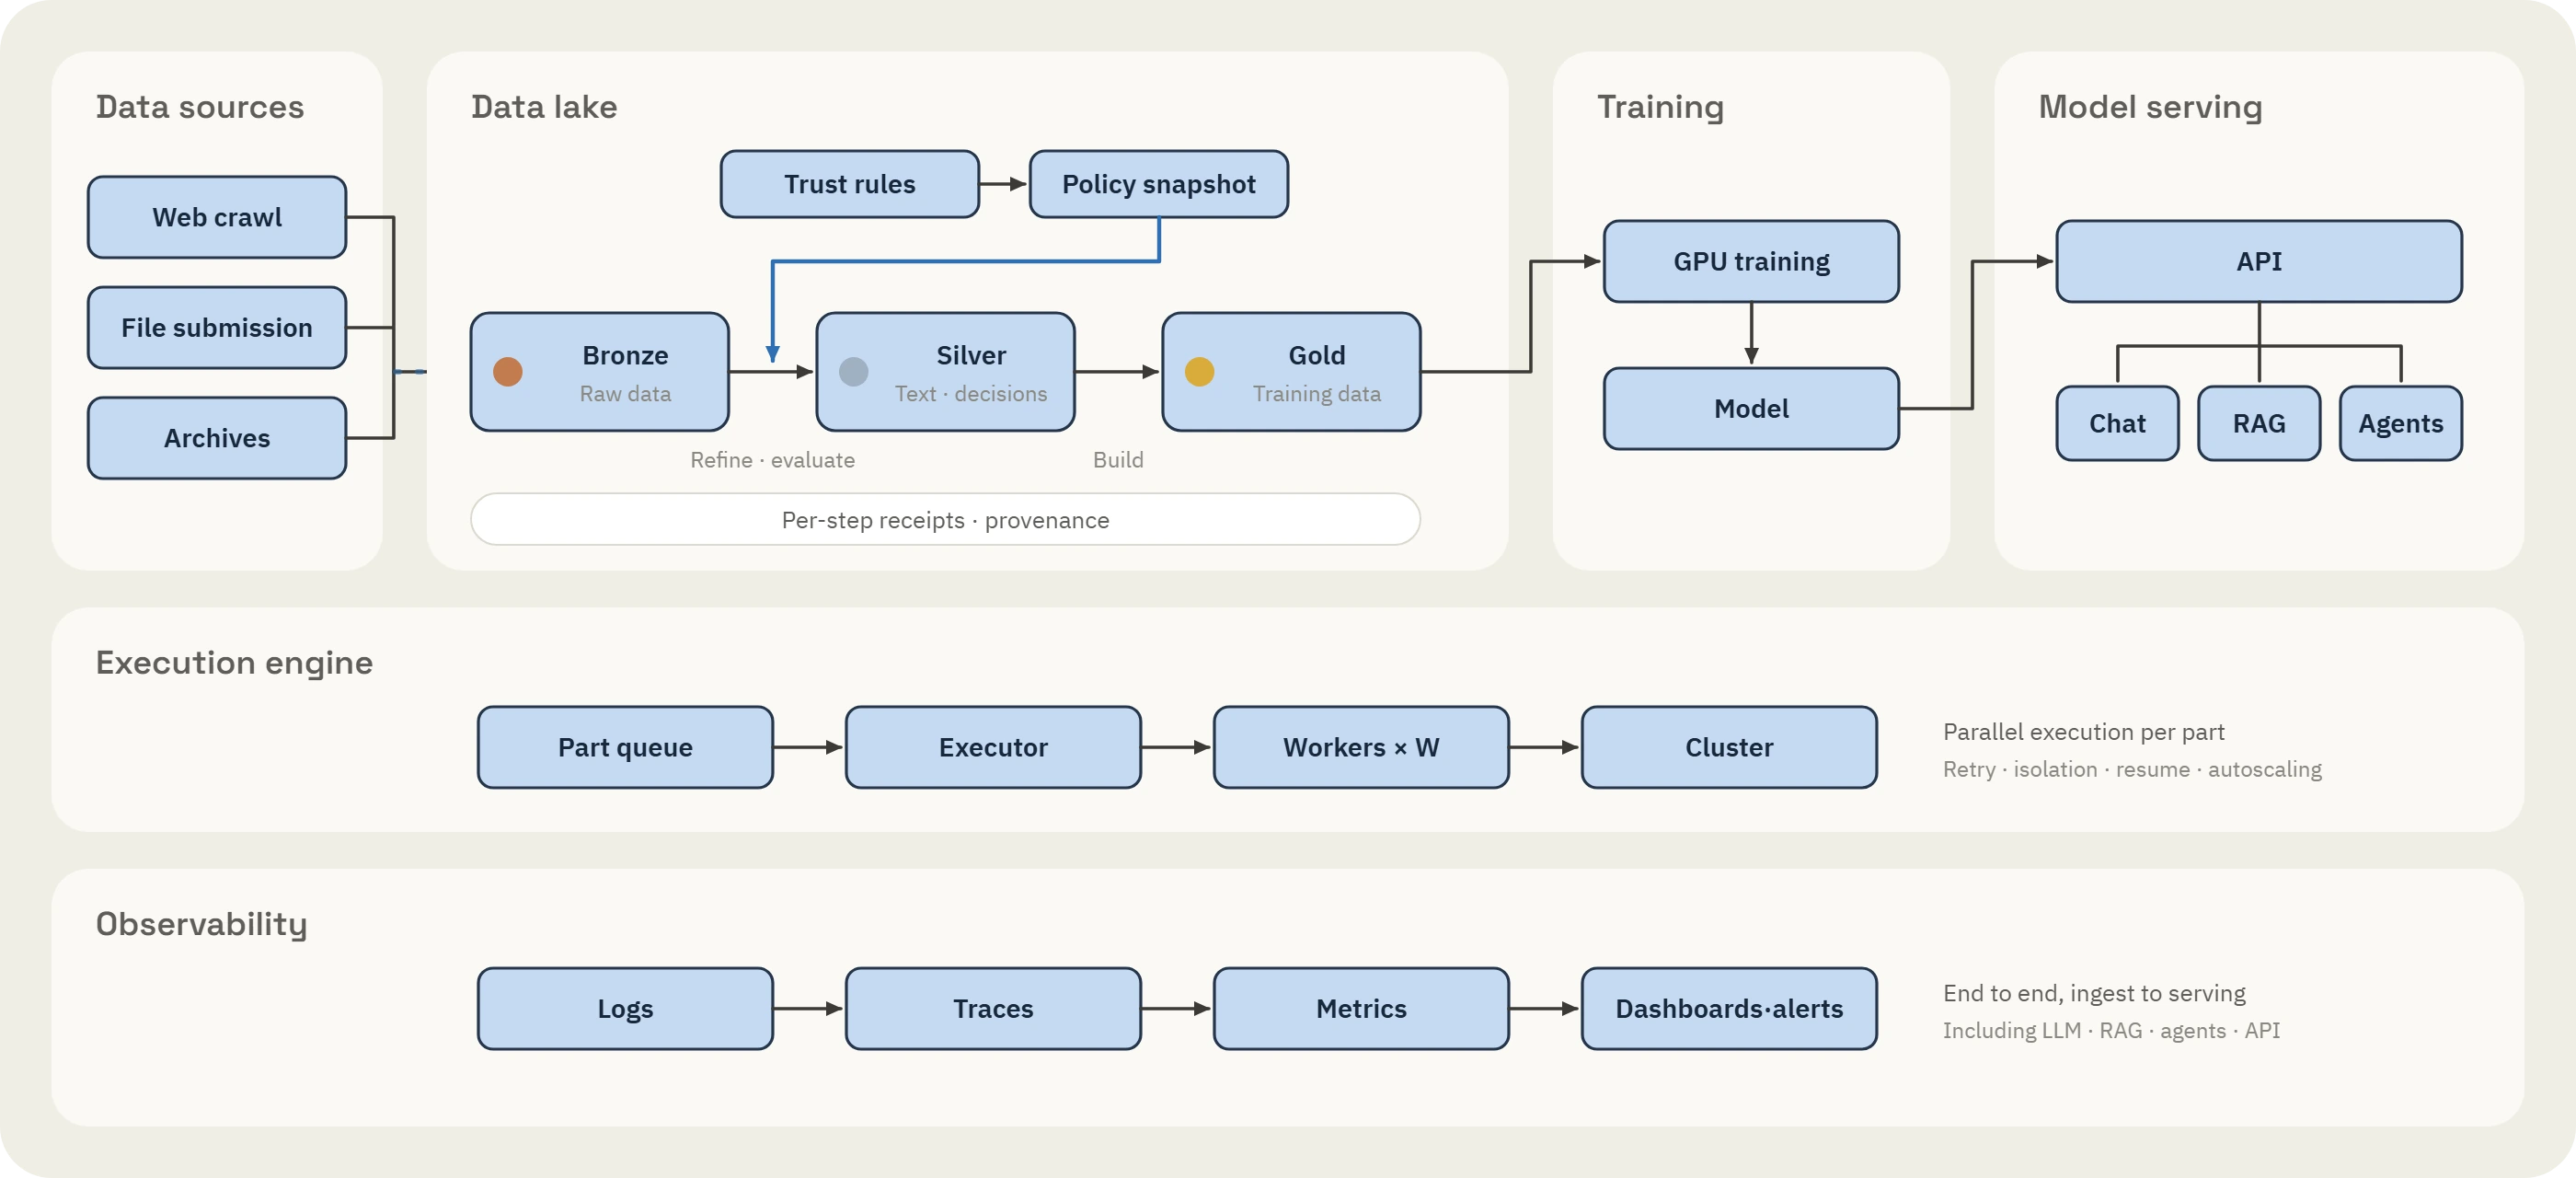 Data sources
Web crawl
File submission
Archives
Data lake
Trust rules
Policy snapshot
Bronze
Raw data
Silver
Text · decisions
Gold
Training data
Refine · evaluate
Build
Per-step receipts · provenance
Training
GPU training
Model
Model serving
API
Chat
RAG
Agents
Execution engine
Part queue
Executor
Workers × W
Cluster
Parallel execution per part
Retry · isolation · resume · autoscaling
Observability
Logs
Traces
Metrics
Dashboards·alerts
End to end, ingest to serving
Including LLM · RAG · agents · API